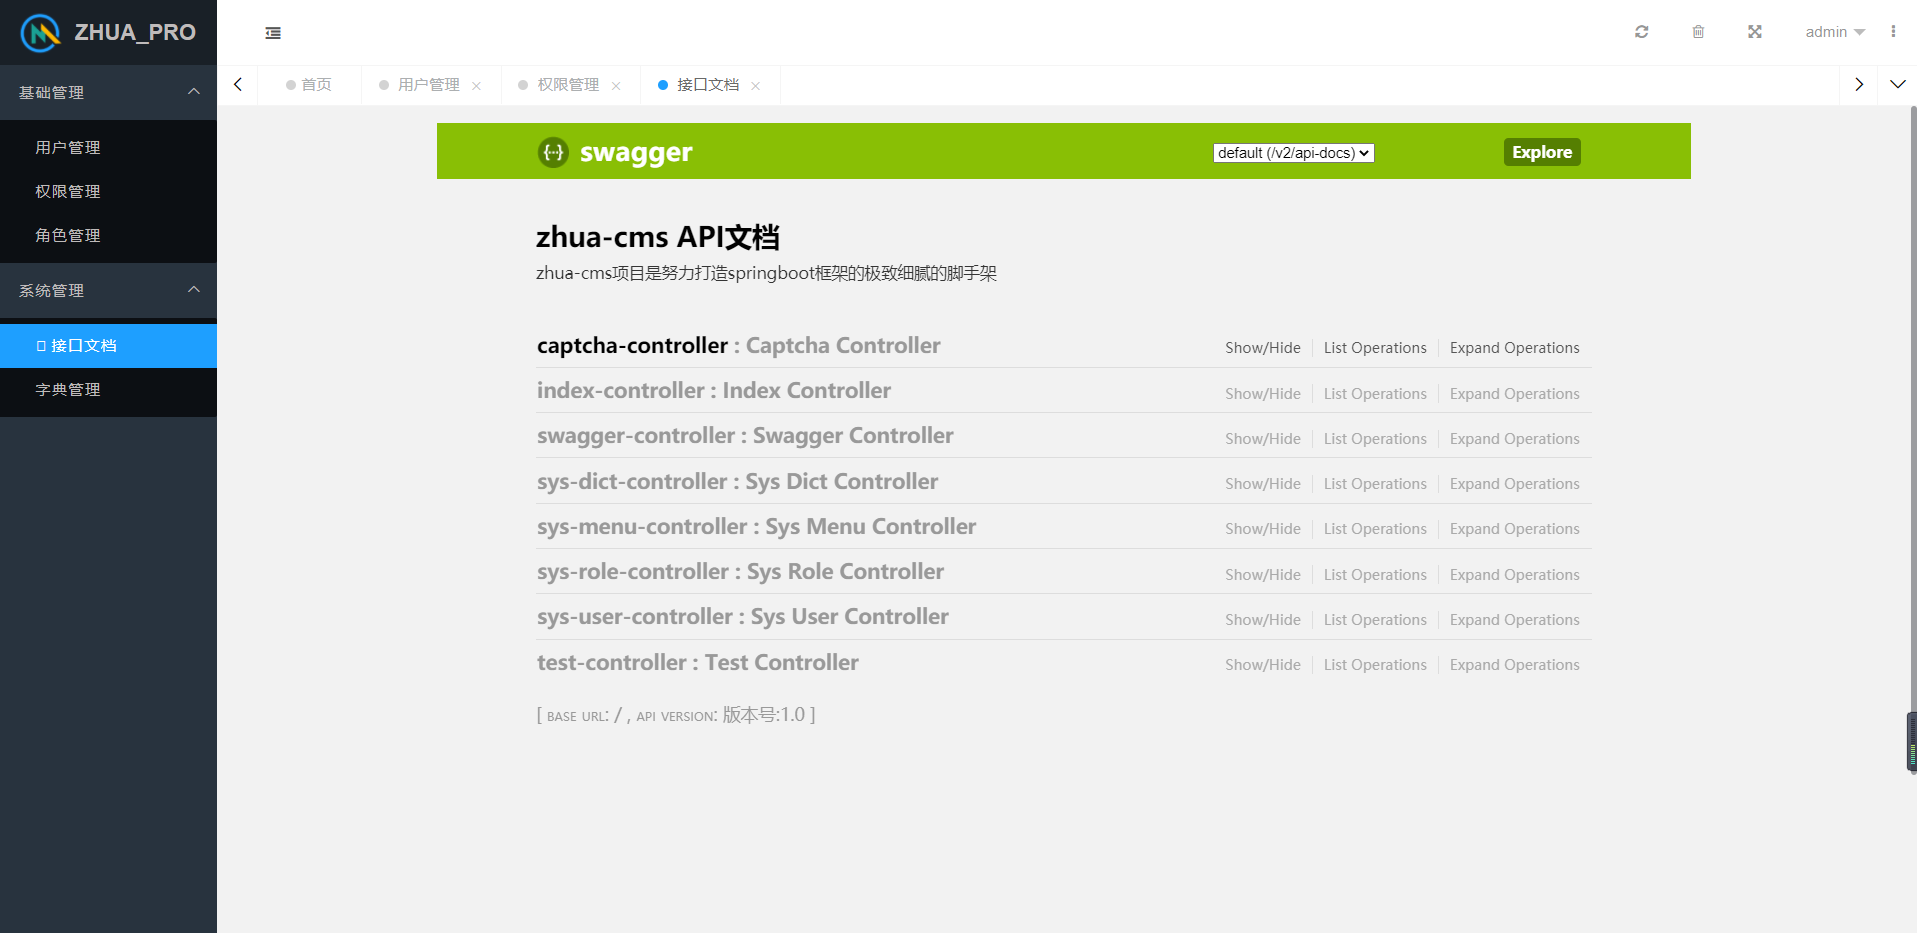 ZHUA_PRO
admin
基础管理
用户管理
权限管理
角色管理
系统管理
接口文档
字典管理
首页
用户管理
权限管理
接口文档
swagger
default (/v2/api-docs)
Explore
zhua-cms API文档
zhua-cms项目是努力打造springboot框架的极致细腻的脚手架
captcha-controller : Captcha Controller Show/Hide List Operations Expand Operations
index-controller : Index Controller Show/Hide List Operations Expand Operations
swagger-controller : Swagger Controller Show/Hide List Operations Expand Operations
sys-dict-controller : Sys Dict Controller Show/Hide List Operations Expand Operations
sys-menu-controller : Sys Menu Controller Show/Hide List Operations Expand Operations
sys-role-controller : Sys Role Controller Show/Hide List Operations Expand Operations
sys-user-controller : Sys User Controller Show/Hide List Operations Expand Operations
test-controller : Test Controller Show/Hide List Operations Expand Operations
[ BASE URL: / , API VERSION: 版本号:1.0 ]